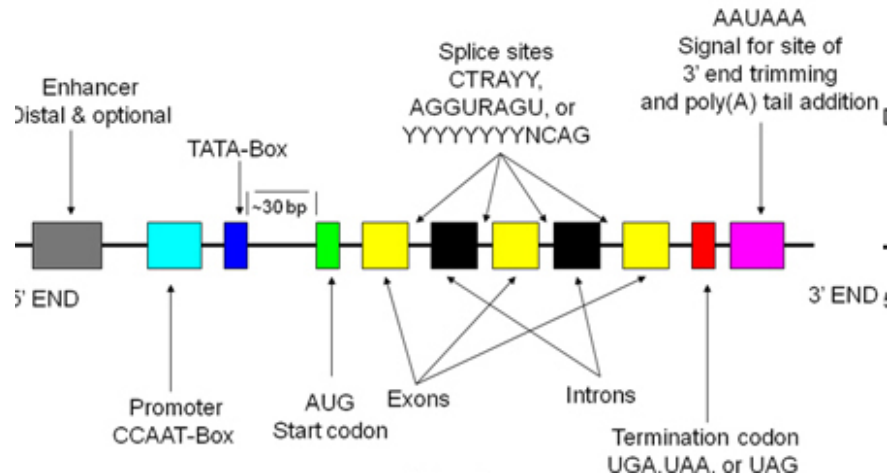 Enhancer
Distal & optional
TATA-Box
~30 bp
Splice sites
CTRAYY,
AGGURAGU, or
YYYYYYYYNCAG
AAUAAA
Signal for site of
3' end trimming
and poly(A) tail addition
5' END
3' END
Promoter
CCAAT-Box
AUG
Start codon
Exons
Introns
Termination codon
UGA,UAA, or UAG